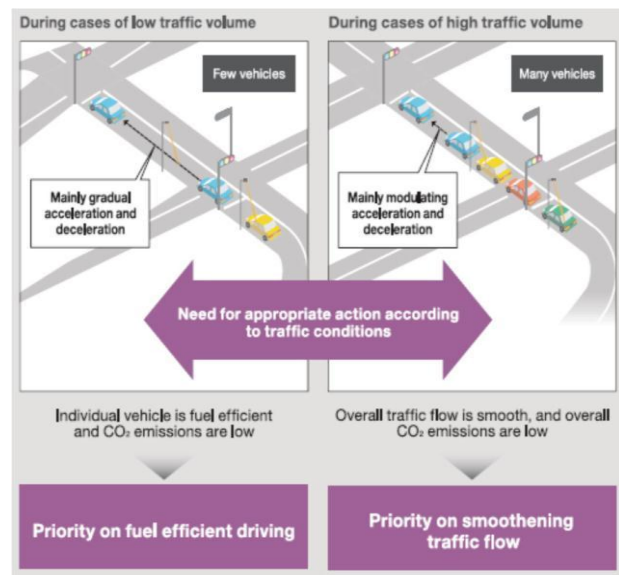 During cases of low traffic volume
During cases of high traffic volume
Few vehicles
Many vehicles
Mainly gradual
acceleration and
deceleration
Mainly modulating
acceleration and
deceleration
Need for appropriate action according
to traffic conditions
Individual vehicle is fuel efficient
and CO₂ emissions are low
Overall traffic flow is smooth, and overall
CO₂ emissions are low
Priority on fuel efficient driving
Priority on smoothening
traffic flow